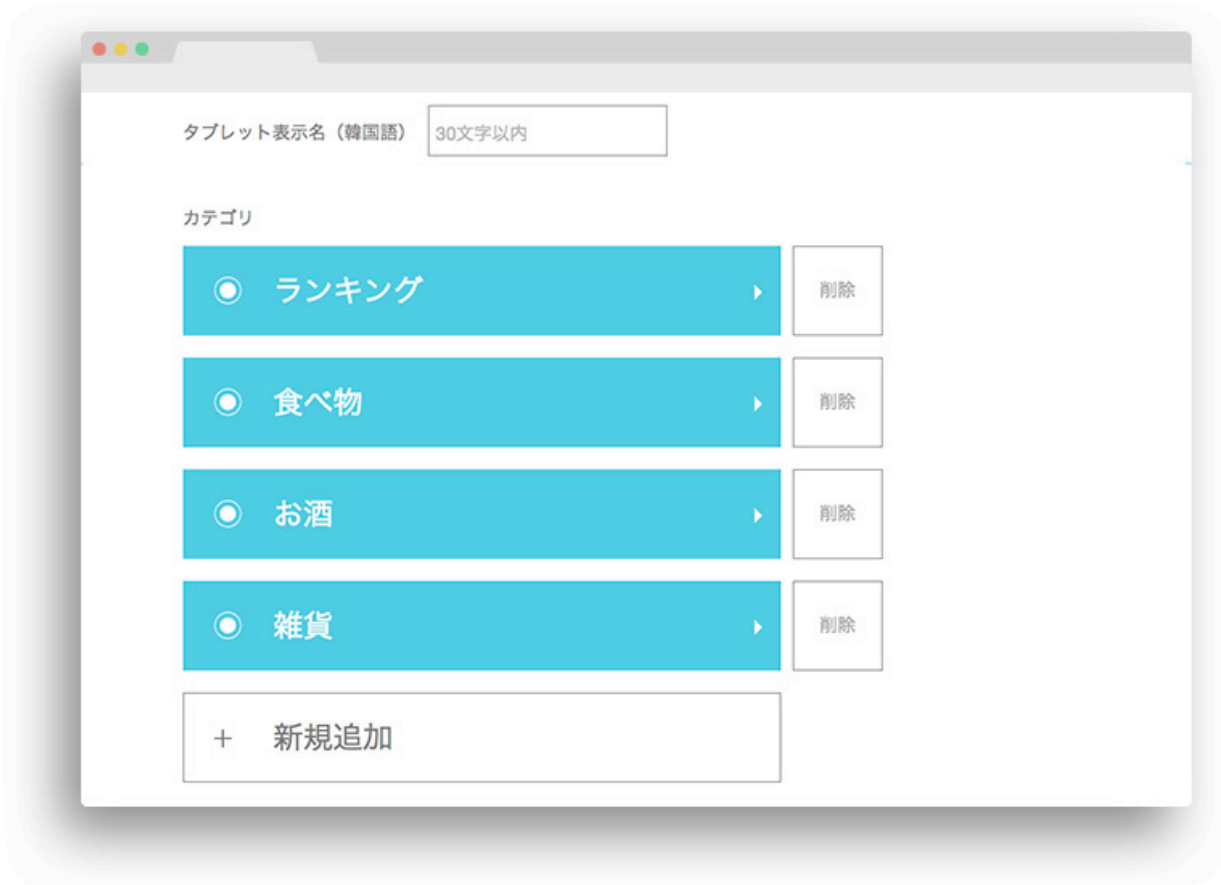 タブレット表示名（韓国語） 30文字以内
カテゴリ
ランキング 削除
食べ物 削除
お酒 削除
雑貨 削除
+ 新規追加